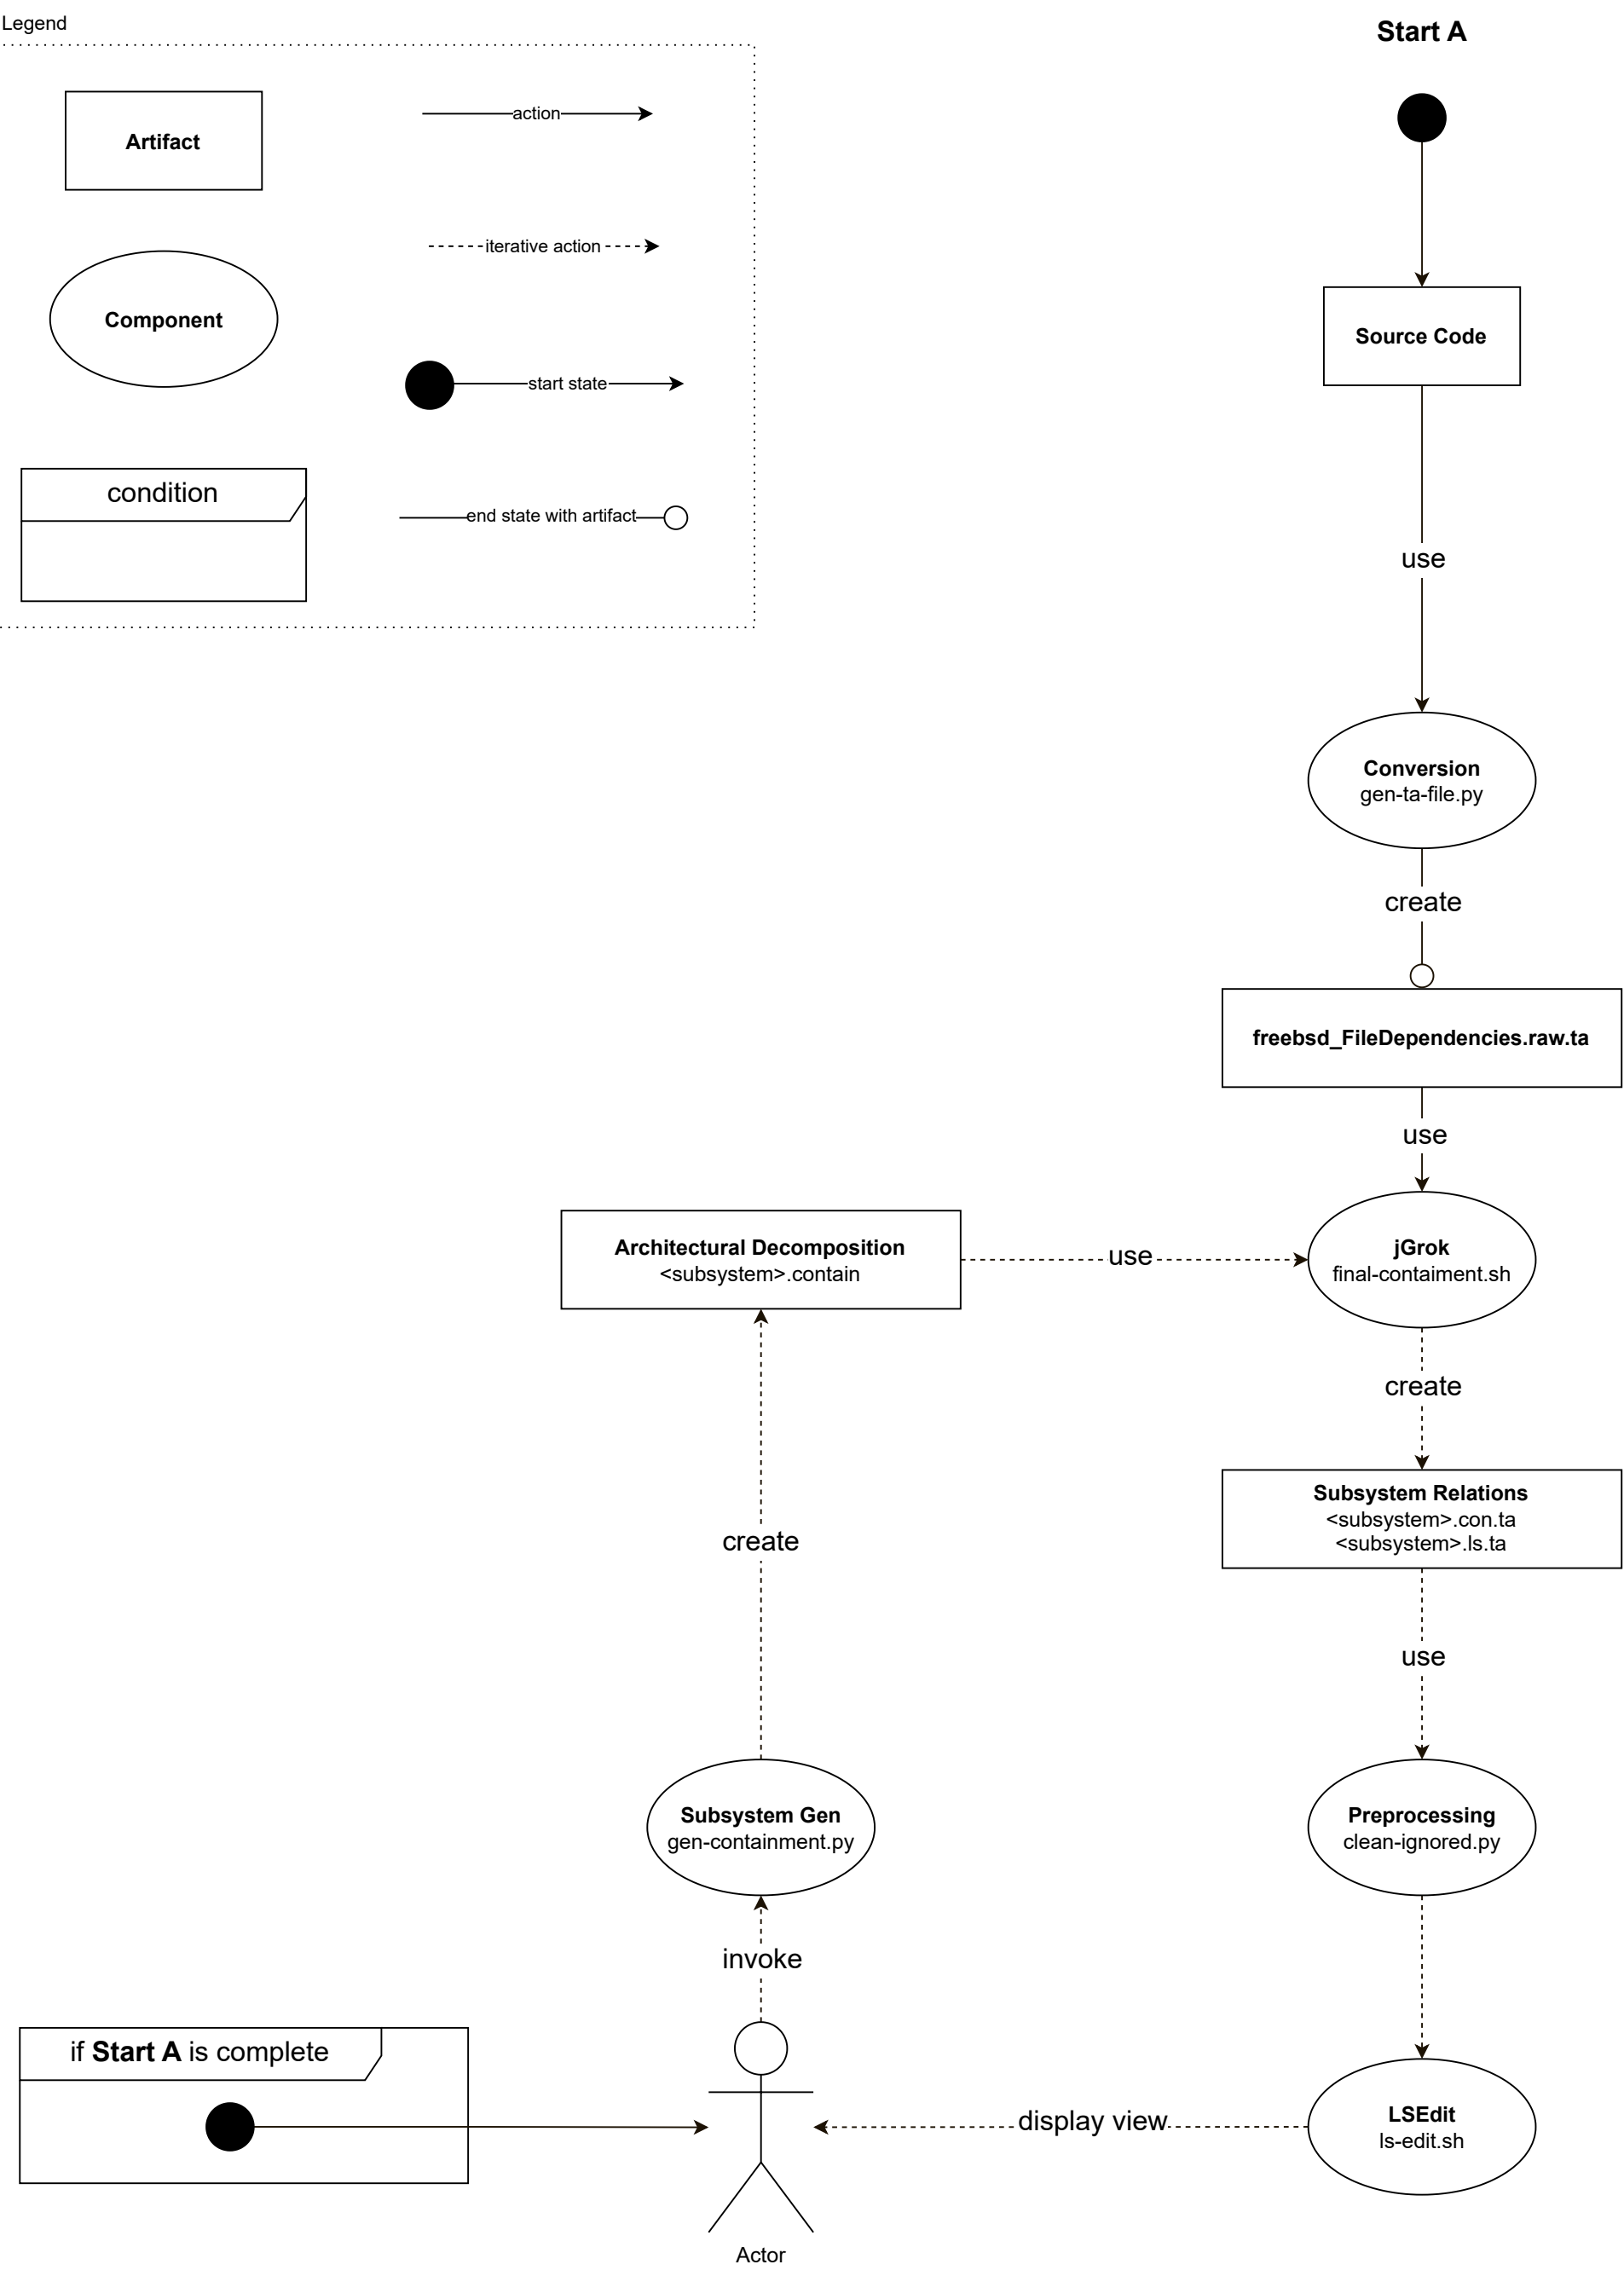 Legend
Start A
Artifact
action
iterative action
Component
start state
condition
end state with artifact
Source Code
use
Conversion
gen-ta-file.py
create
freebsd_FileDependencies.raw.ta
use
Architectural Decomposition
<subsystem>.contain
use
jGrok
final-contaiment.sh
create
Subsystem Relations
<subsystem>.con.ta
<subsystem>.ls.ta
create
use
Subsystem Gen
gen-containment.py
Preprocessing
clean-ignored.py
invoke
if Start A is complete
display view
LSEdit
ls-edit.sh
Actor